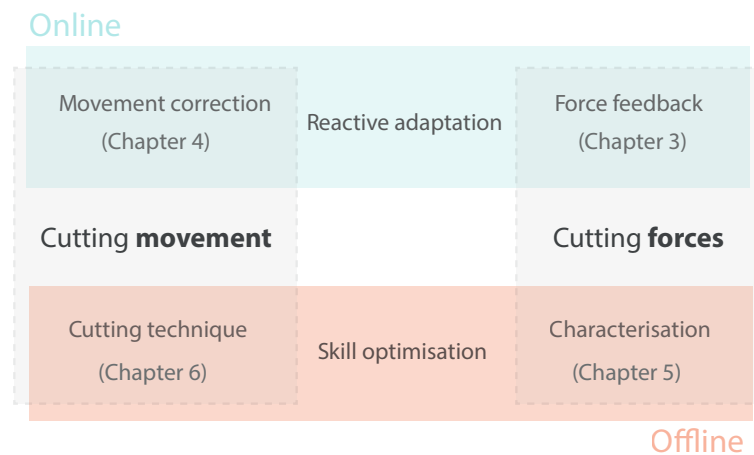 Online
Movement correction
(Chapter 4)
Reactive adaptation
Force feedback
(Chapter 3)
Cutting movement
Cutting forces
Cutting technique
(Chapter 6)
Skill optimisation
Characterisation
(Chapter 5)
Offline